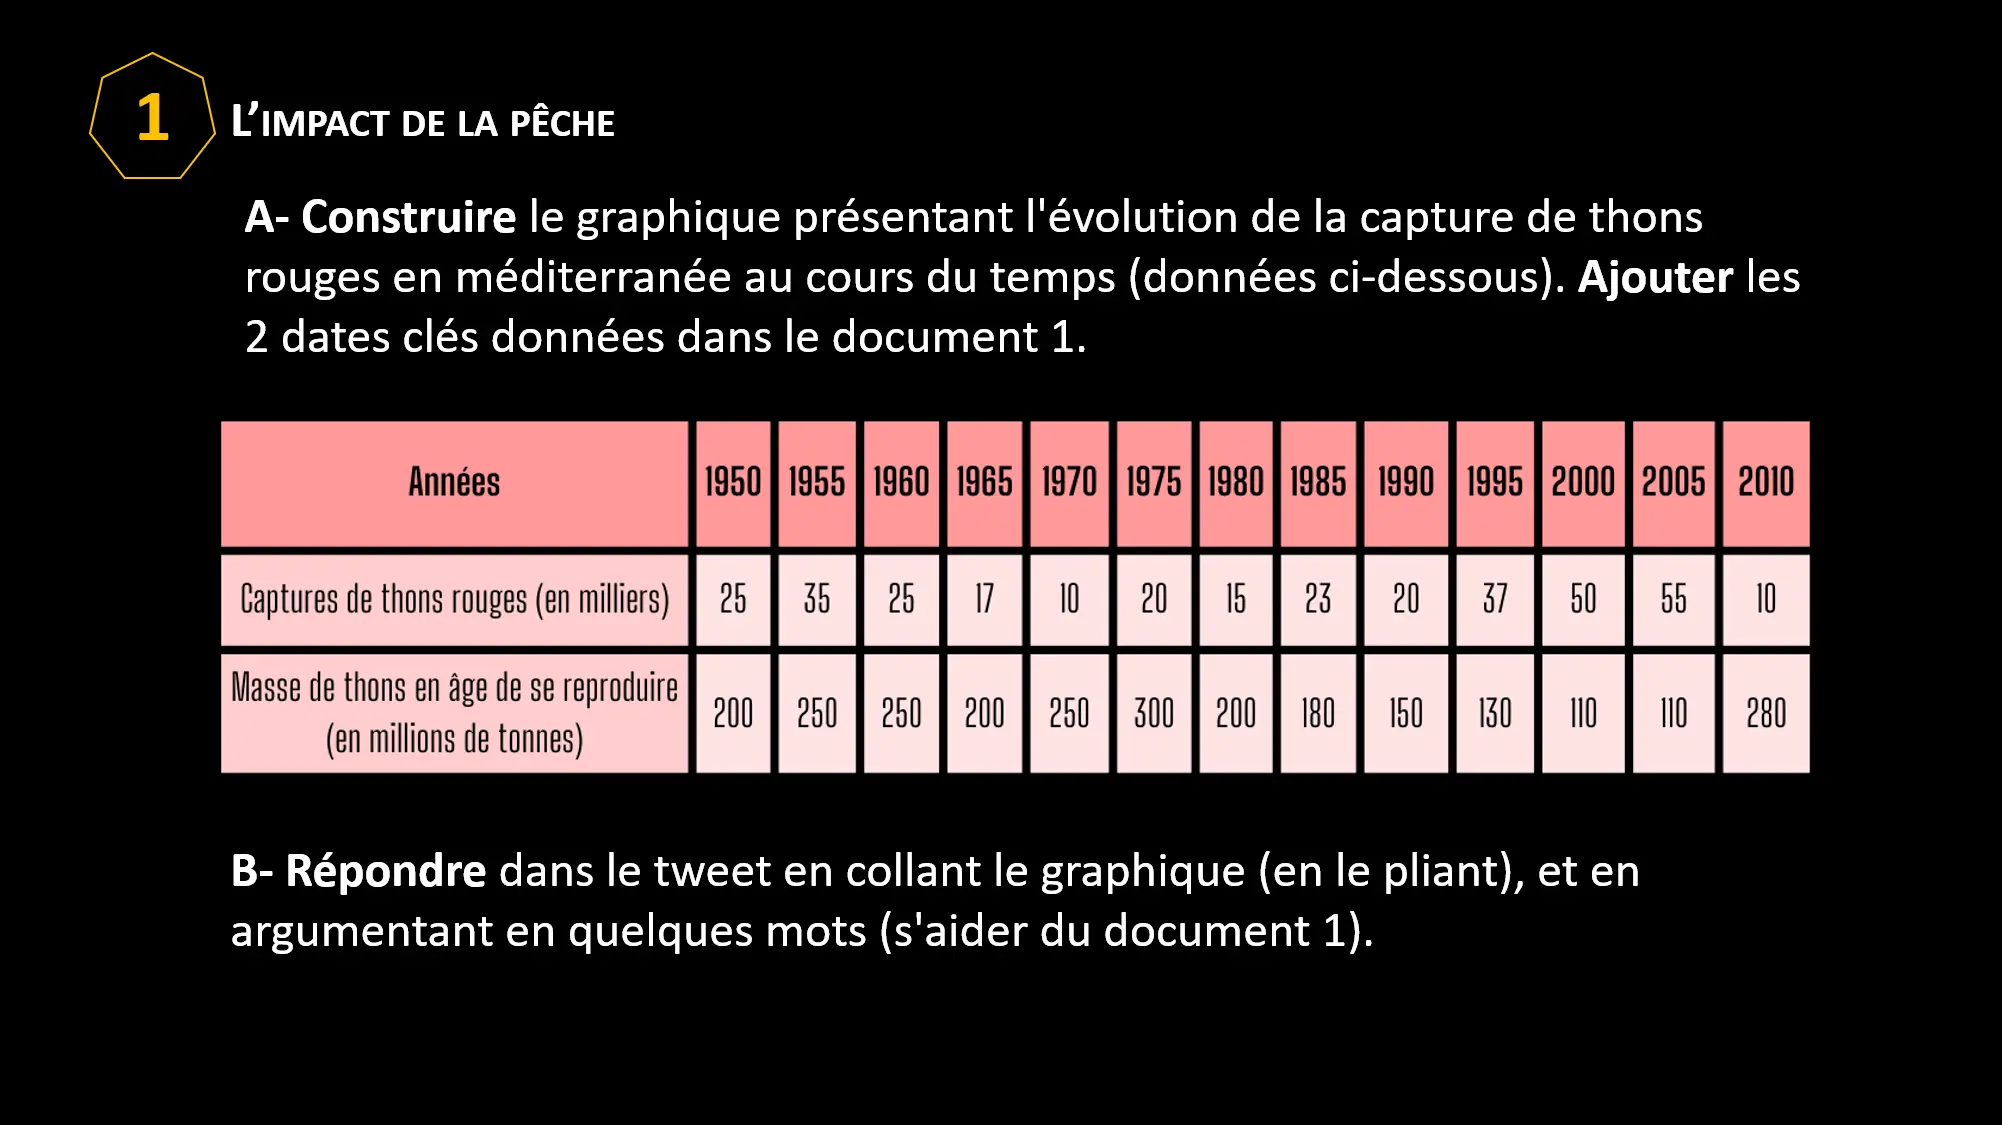 1
L’IMPACT DE LA PÊCHE
A- Construire le graphique présentant l'évolution de la capture de thons
rouges en méditerranée au cours du temps (données ci-dessous). Ajouter les
2 dates clés données dans le document 1.
Années 1950 1955 1960 1965 1970 1975 1980 1985 1990 1995 2000 2005 2010
Captures de thons rouges (en milliers) 25 35 25 17 10 20 15 23 20 37 50 55 10
Masse de thons en âge de se reproduire
(en millions de tonnes) 200 250 250 200 250 300 200 180 150 130 110 110 280
B- Répondre dans le tweet en collant le graphique (en le pliant), et en
argumentant en quelques mots (s'aider du document 1).